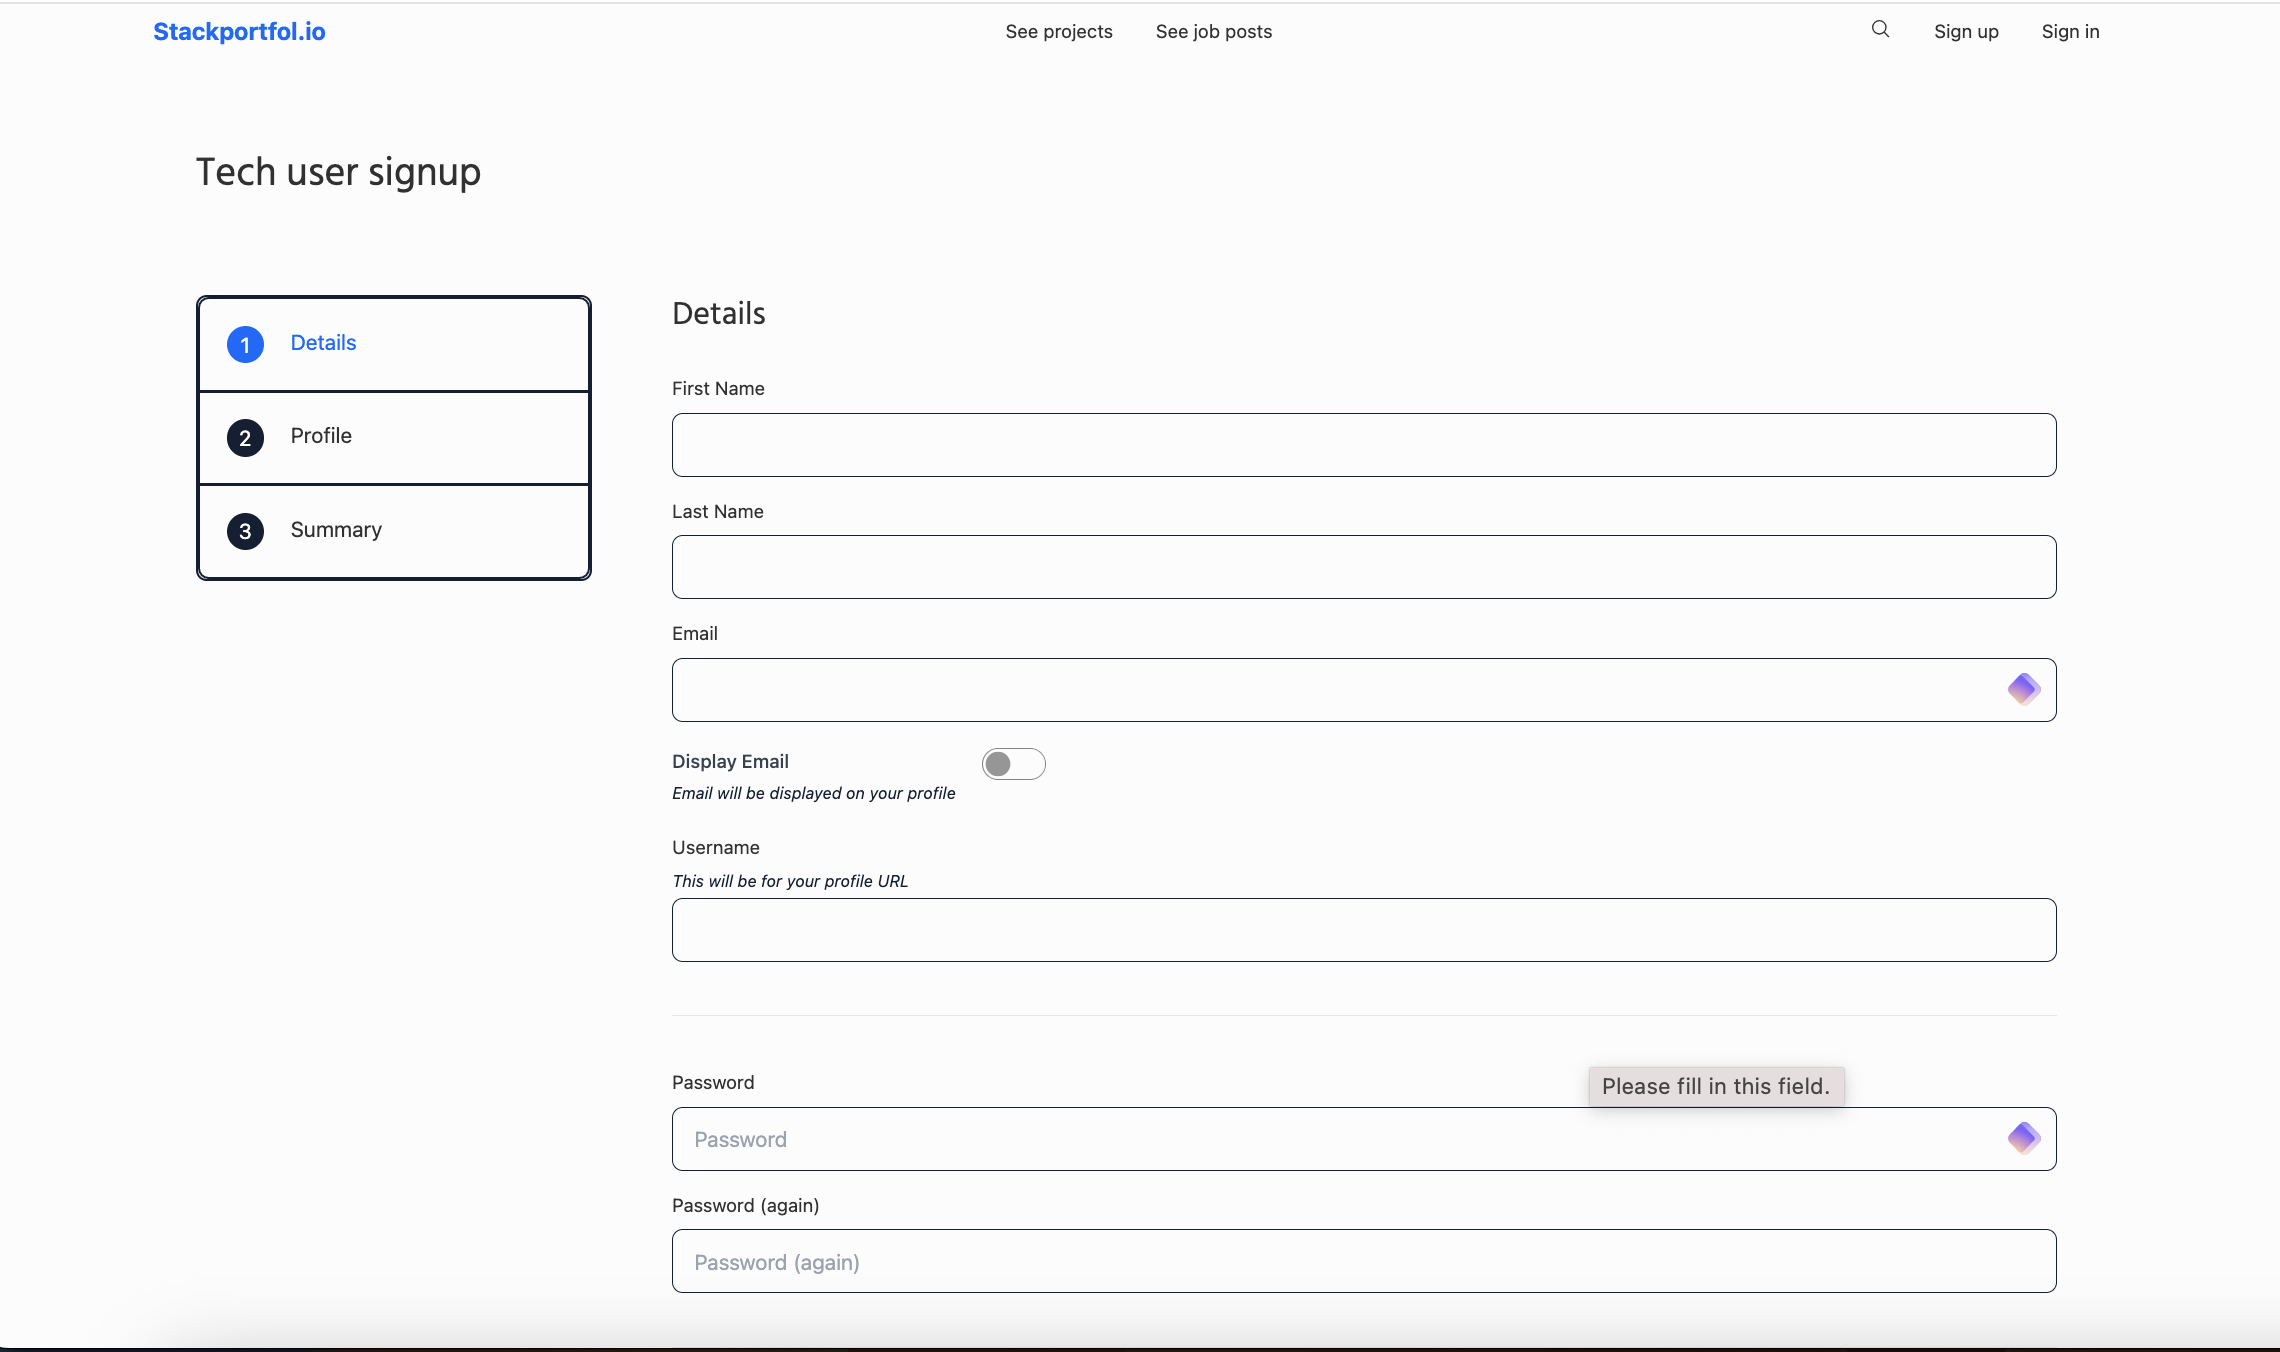 Stackportfol.io
See projects
See job posts
Sign up
Sign in
Tech user signup
1 Details
2 Profile
3 Summary
Details
First Name
Last Name
Email
Display Email
Email will be displayed on your profile
Username
This will be for your profile URL
Password
Please fill in this field.
Password
Password (again)
Password (again)